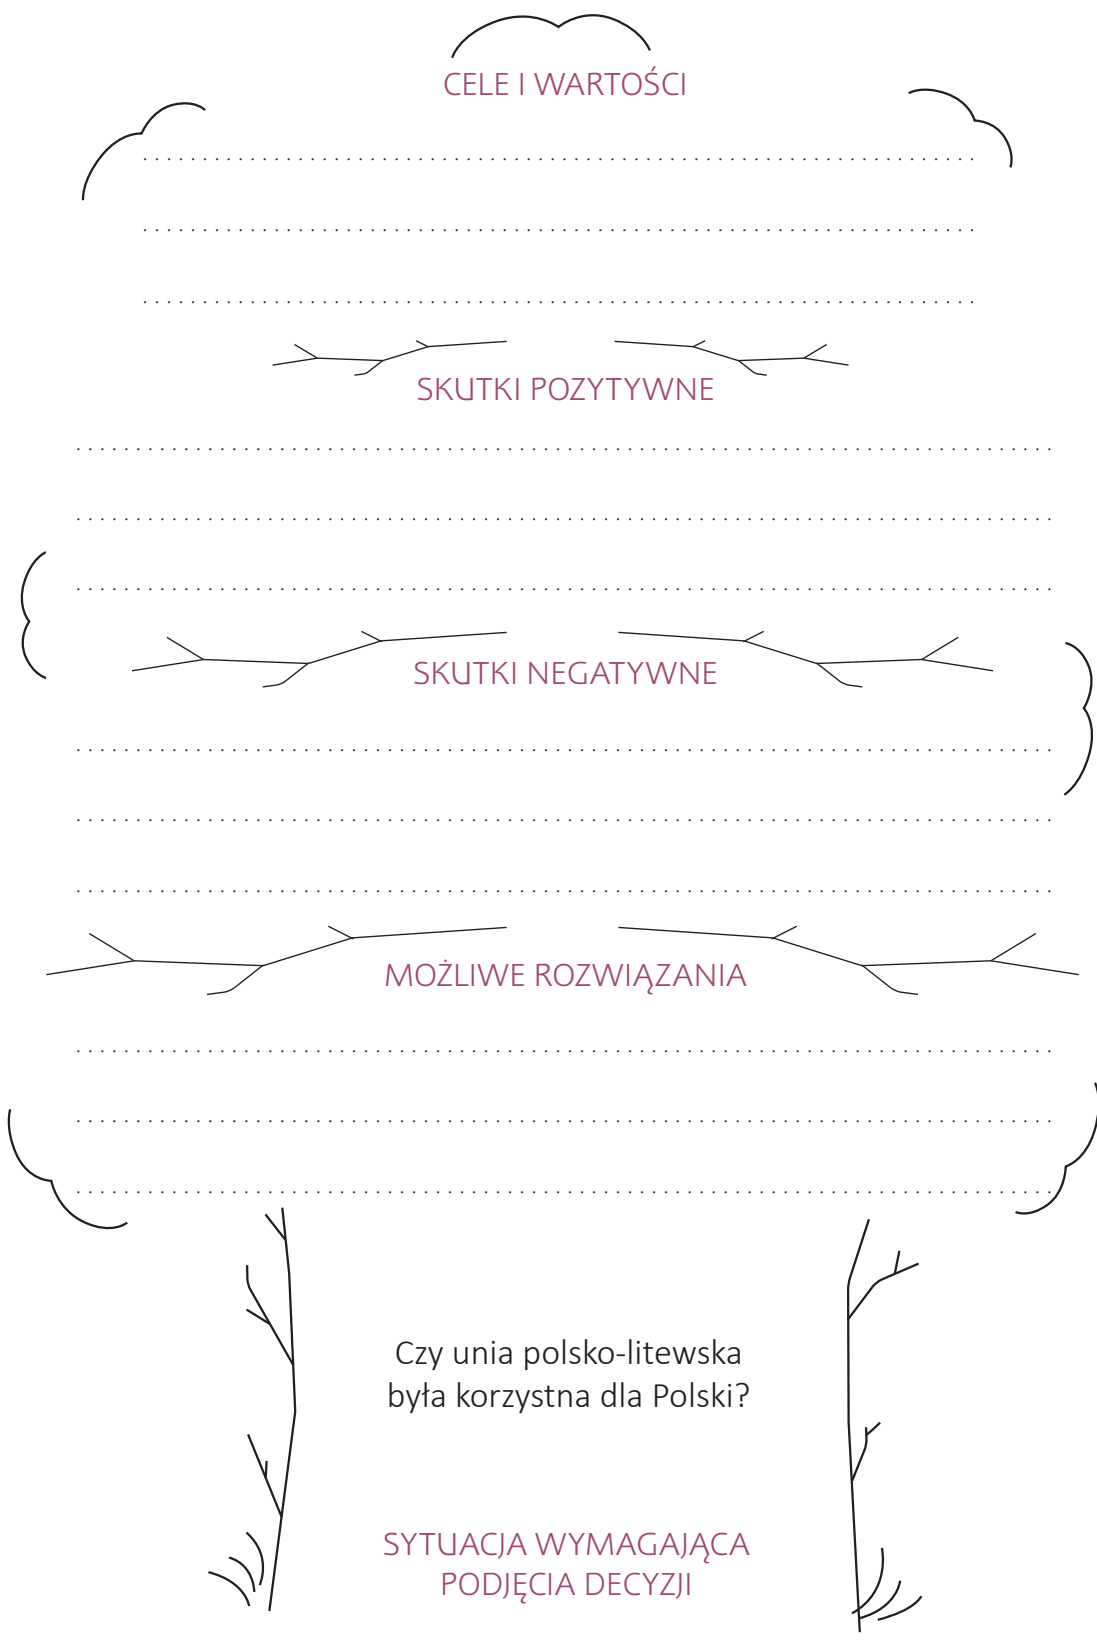 CELE I WARTOŚCI
SKUTKI POZYTYWNE
SKUTKI NEGATYWNE
MOŻLIWE ROZWIĄZANIA
Czy unia polsko-litewska
była korzystna dla Polski?
SYTUACJA WYMAGAJĄCA
PODJĘCIA DECYZJI